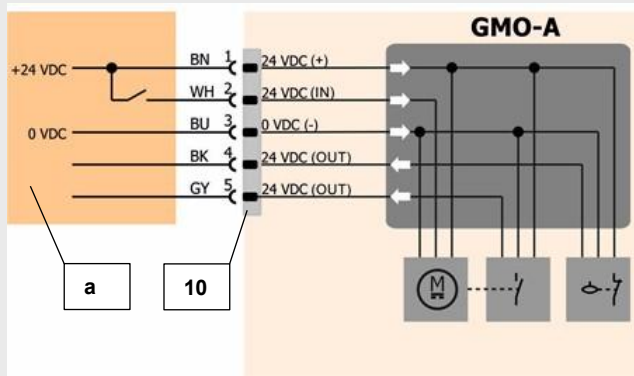 GMO-A
+24 VDC BN 1 24 VDC (+)
WH 2 24 VDC (IN)
0 VDC BU 3 0 VDC (-)
BK 4 24 VDC (OUT)
GY 5 24 VDC (OUT)
a 10 M